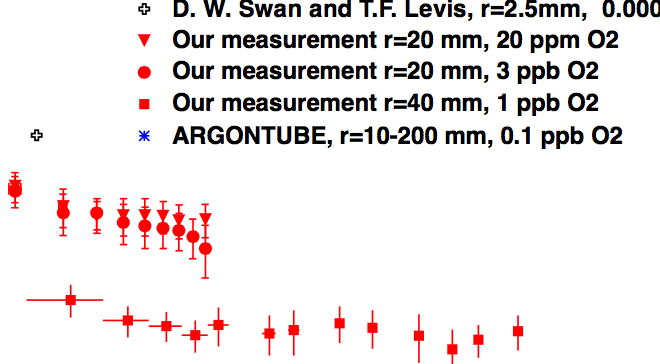 D. W. Swan and T.F. Levis, r=2.5mm, 0.000
Our measurement r=20 mm, 20 ppm O2
Our measurement r=20 mm, 3 ppb O2
Our measurement r=40 mm, 1 ppb O2
ARGONTUBE, r=10-200 mm, 0.1 ppb O2